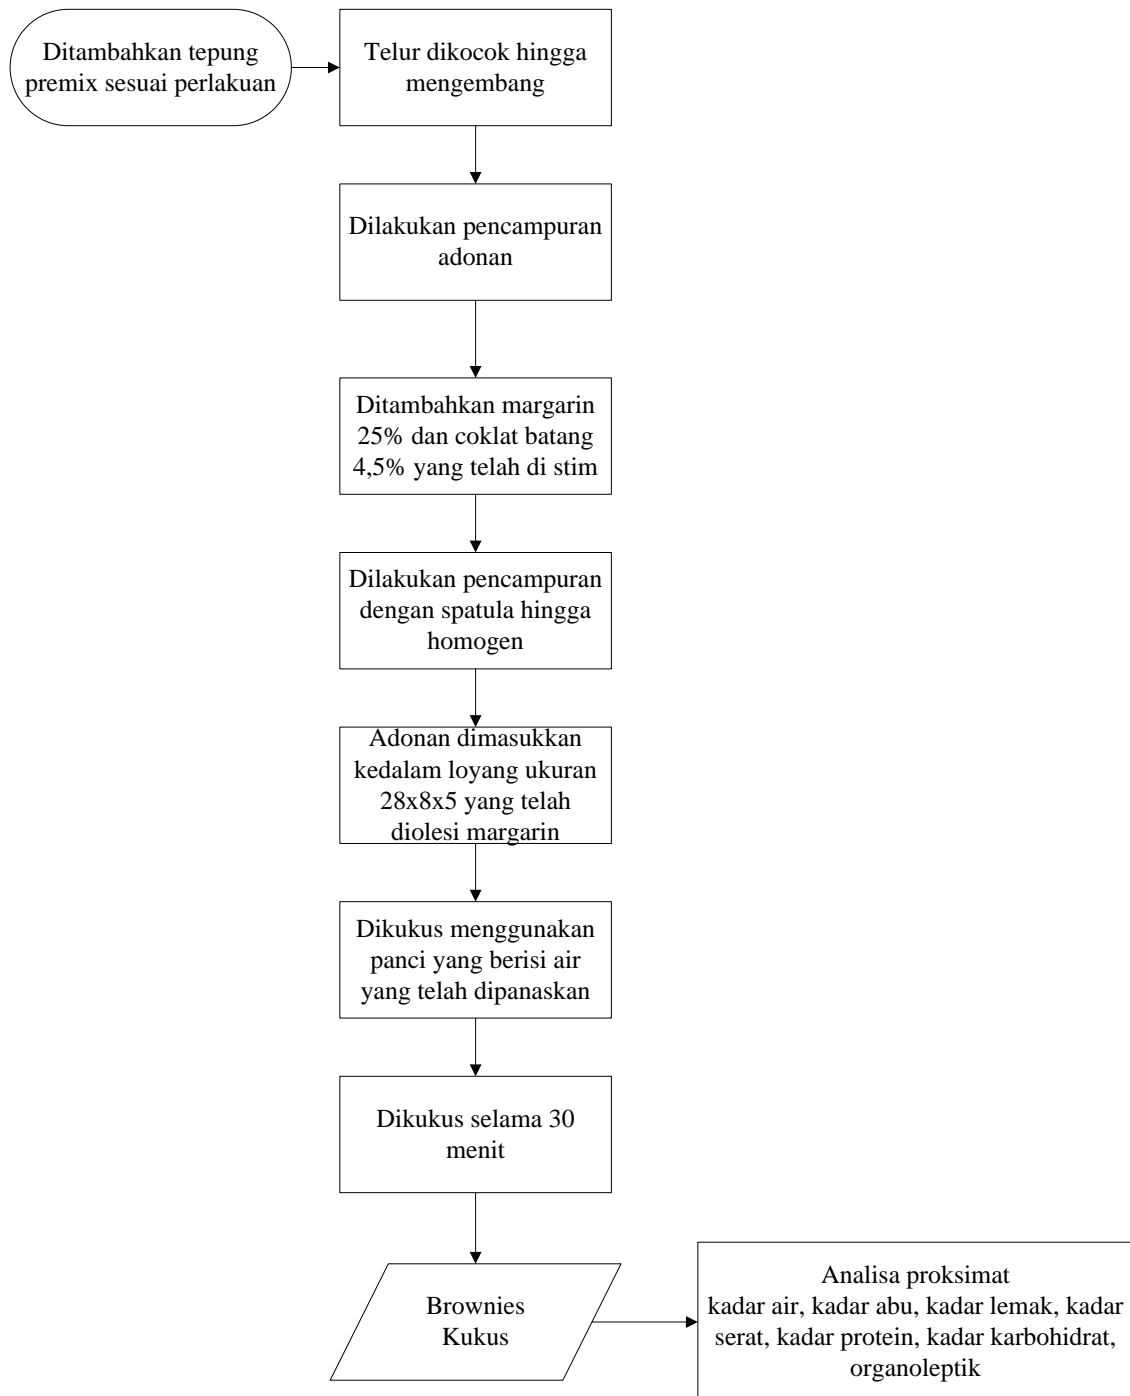 Ditambahkan tepung
premix sesuai perlakuan
Telur dikocok hingga
mengembang
Dilakukan pencampuran
adonan
Ditambahkan margarin
25% dan coklat batang
4,5% yang telah di stim
Dilakukan pencampuran
dengan spatula hingga
homogen
Adonan dimasukkan
kedalam loyang ukuran
28x8x5 yang telah
diolesi margarin
Dikukus menggunakan
panci yang berisi air
yang telah dipanaskan
Dikukus selama 30
menit
Brownies
Kukus
Analisa proksimat
kadar air, kadar abu, kadar lemak, kadar
serat, kadar protein, kadar karbohidrat,
organoleptik